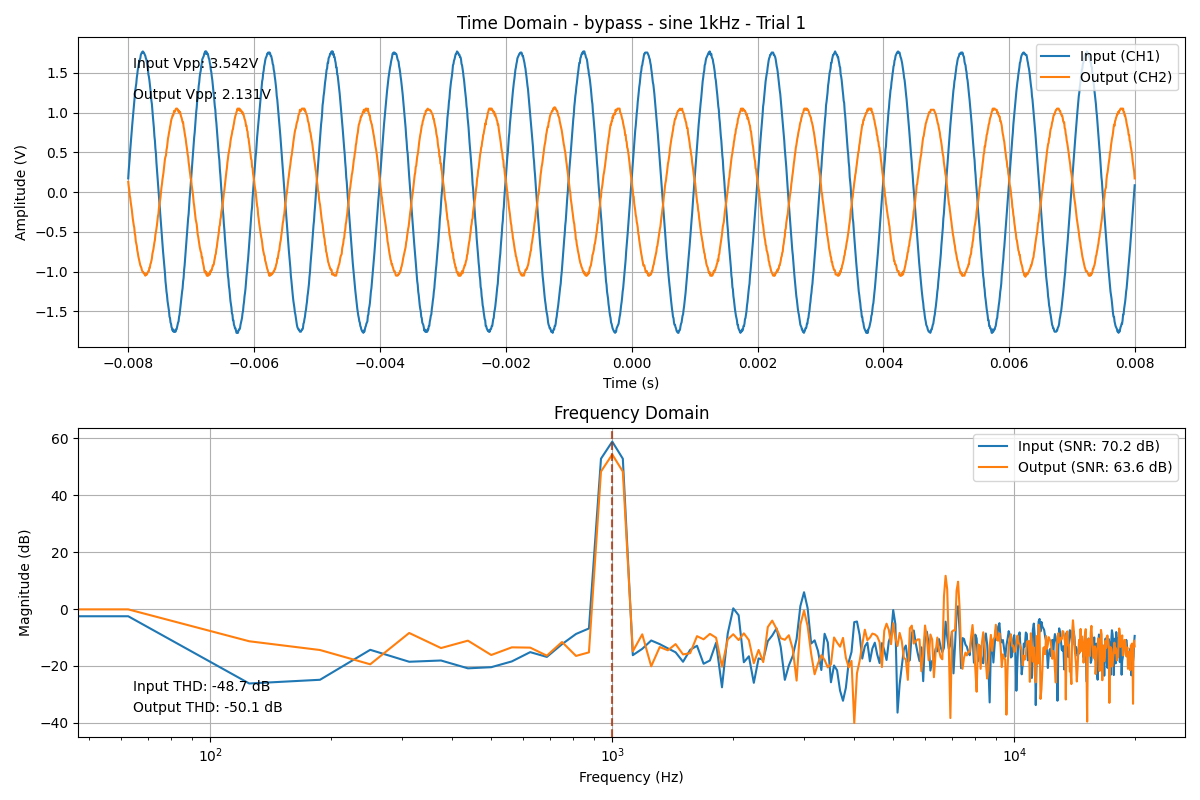 Time Domain - bypass - sine 1kHz - Trial 1
Input Vpp: 3.542V
Output Vpp: 2.131V
Input (CH1)
Output (CH2)
1.5
1.0
0.5
0.0
−0.5
−1.0
−1.5
Amplitude (V)
−0.008 −0.006 −0.004 −0.002 0.000 0.002 0.004 0.006 0.008
Time (s)
Frequency Domain
Input (SNR: 70.2 dB)
Output (SNR: 63.6 dB)
60
40
20
0
−20
−40
Magnitude (dB)
Input THD: -48.7 dB
Output THD: -50.1 dB
10² 10³ 10⁴
Frequency (Hz)